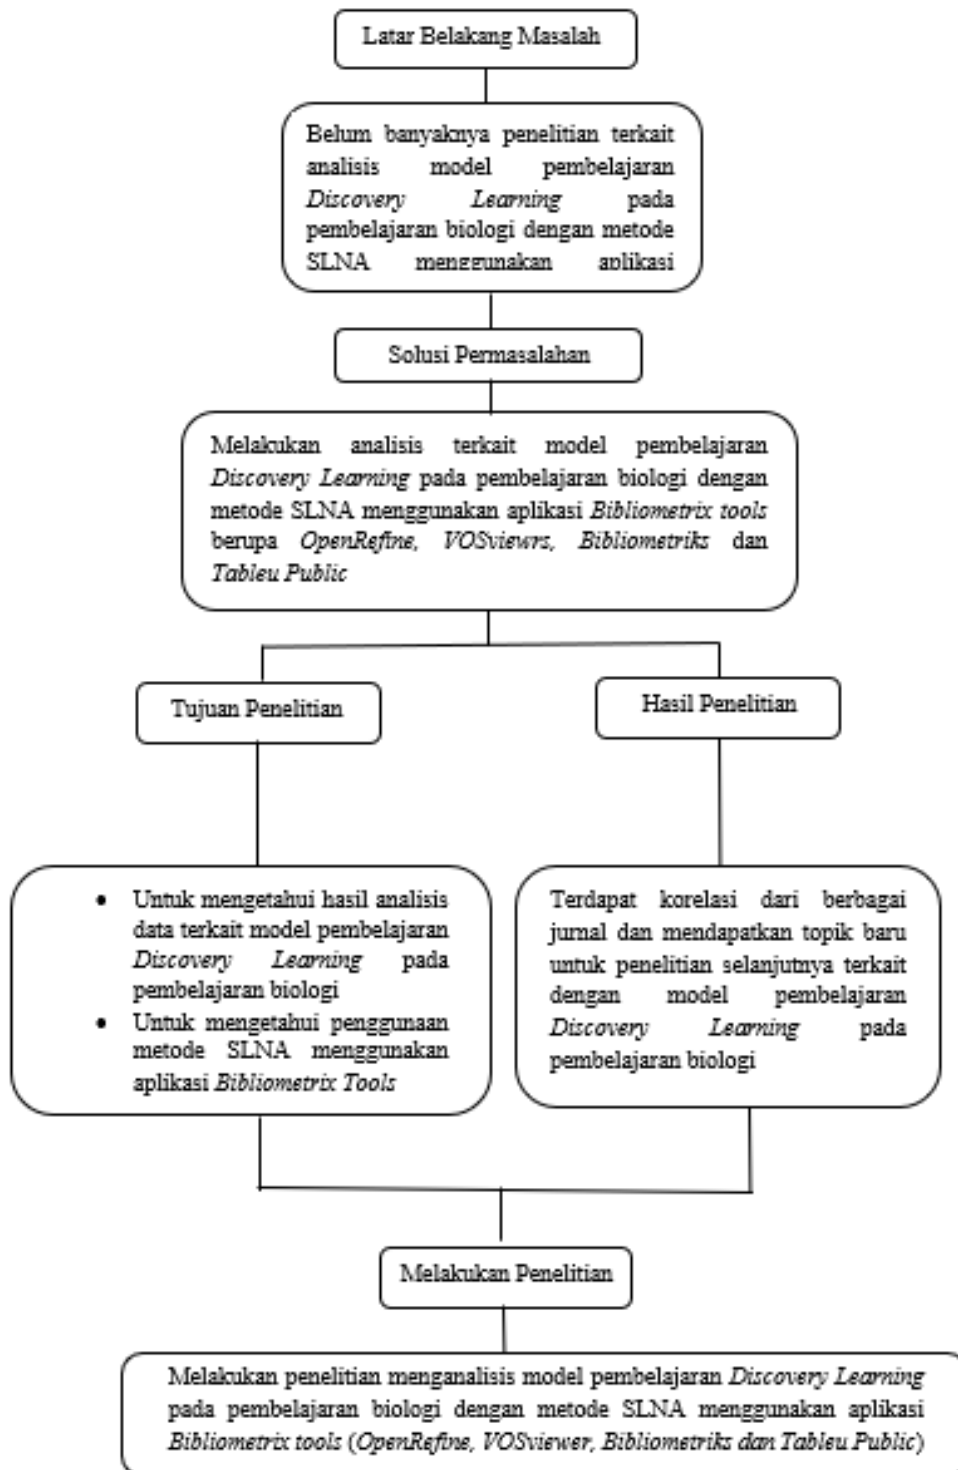 Latar Belakang Masalah
Belum banyaknya penelitian terkait
analisis model pembelajaran
Discovery Learning pada
pembelajaran biologi dengan metode
SLNA menggunakan aplikasi
Solusi Permasalahan
Melakukan analisis terkait model pembelajaran
Discovery Learning pada pembelajaran biologi dengan
metode SLNA menggunakan aplikasi Bibliometrix tools
berupa OpenRefine, VOSviewrs, Bibliometriks dan
Tableu Public
Tujuan Penelitian
Hasil Penelitian
• Untuk mengetahui hasil analisis
data terkait model pembelajaran
Discovery Learning pada
pembelajaran biologi
• Untuk mengetahui penggunaan
metode SLNA menggunakan
aplikasi Bibliometrix Tools
Terdapat korelasi dari berbagai
jurnal dan mendapatkan topik baru
untuk penelitian selanjutnya terkait
dengan model pembelajaran
Discovery Learning pada
pembelajaran biologi
Melakukan Penelitian
Melakukan penelitian menganalisis model pembelajaran Discovery Learning
pada pembelajaran biologi dengan metode SLNA menggunakan aplikasi
Bibliometrix tools (OpenRefine, VOSviewer, Bibliometriks dan Tableu Public)